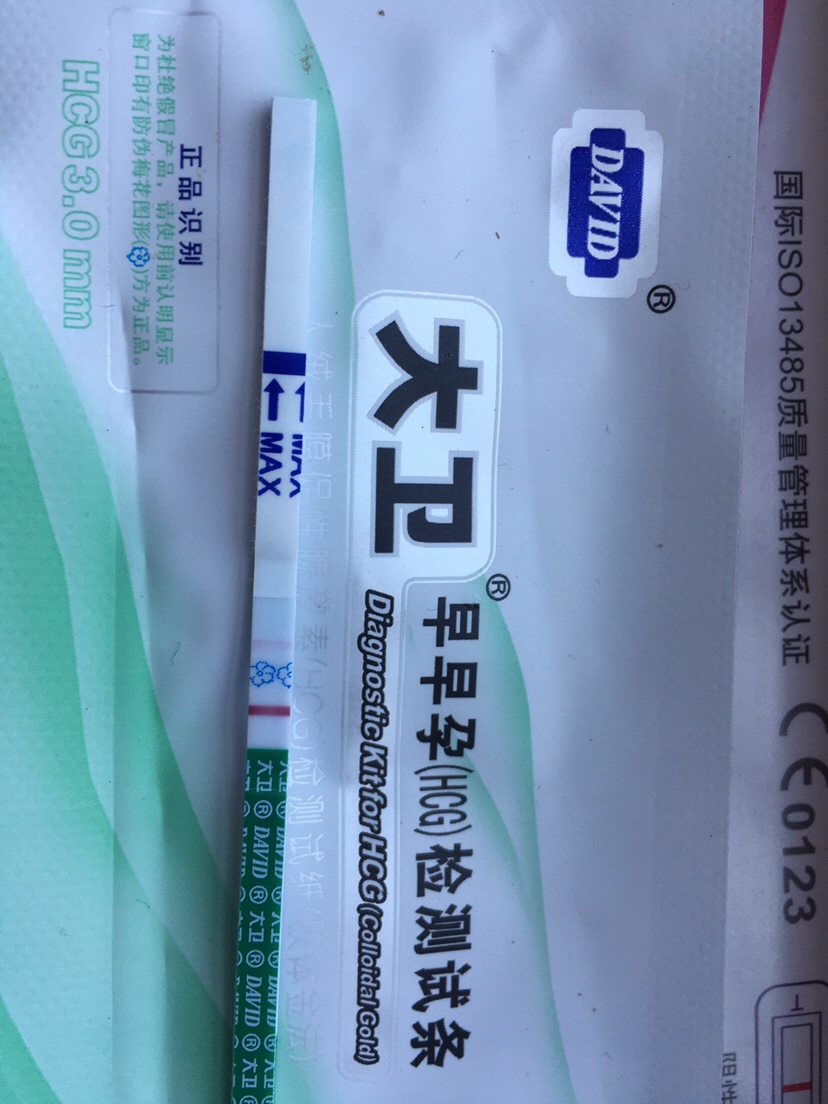 DAVID®
大卫®
早早孕(HCG)检测试条
Diagnostic Kit for HCG (Colloidal Gold)
国际ISO13485质量管理体系认证
CE0123
T
阳性
正品识别
为杜绝假冒产品，请使用前认明显示
窗口印有防伪梅花图形()方为正品。
HCG 3.0 mm
MAX
MAX
大卫 ® DAVID ® 大卫 ® DAVID ® 大卫